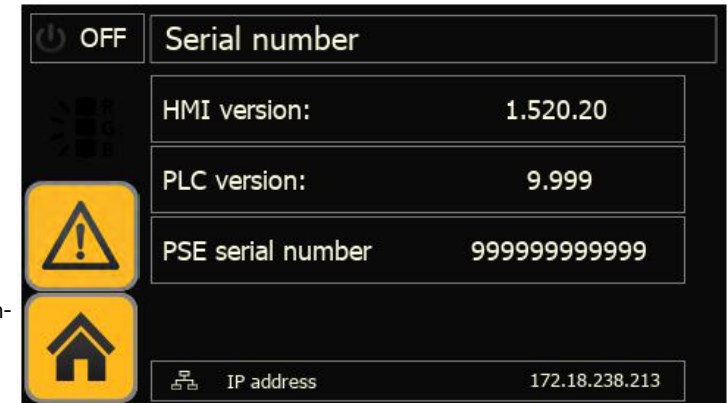 OFF
Serial number
HMI version: 1.520.20
PLC version: 9.999
PSE serial number 999999999999
R
G
B
n-
IP address 172.18.238.213